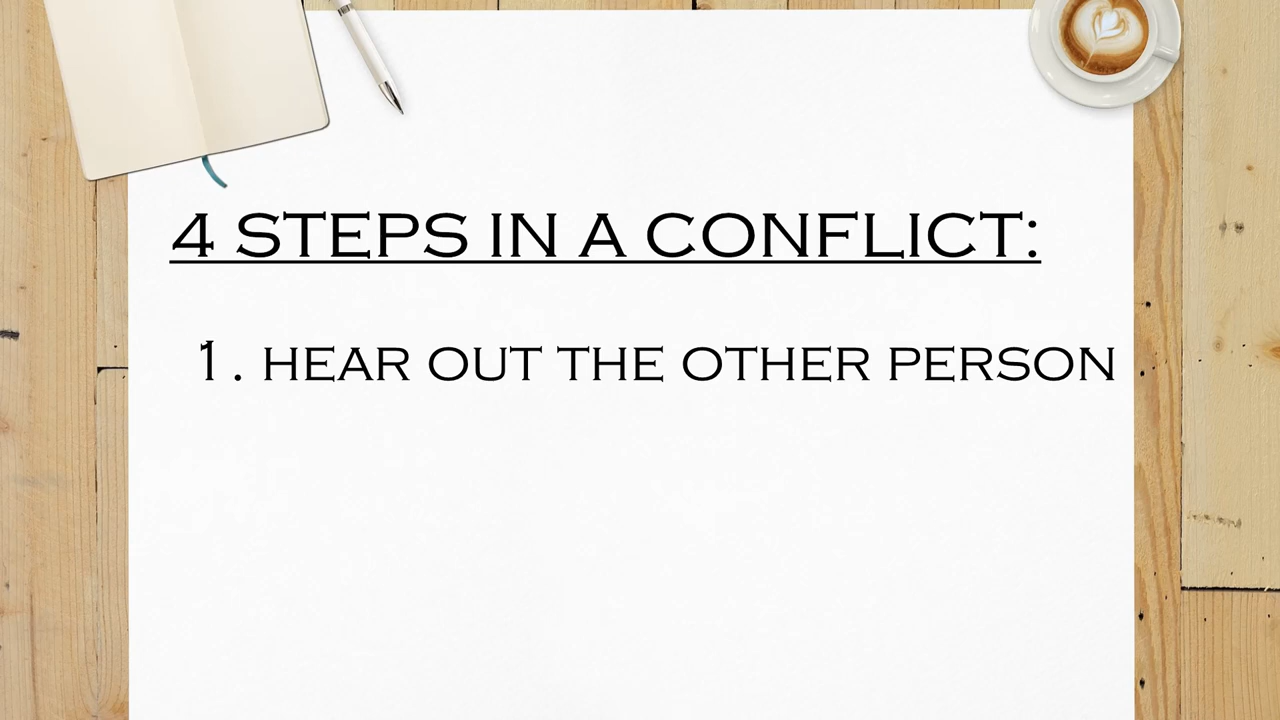 4 STEPS IN A CONFLICT:
1. HEAR OUT THE OTHER PERSON